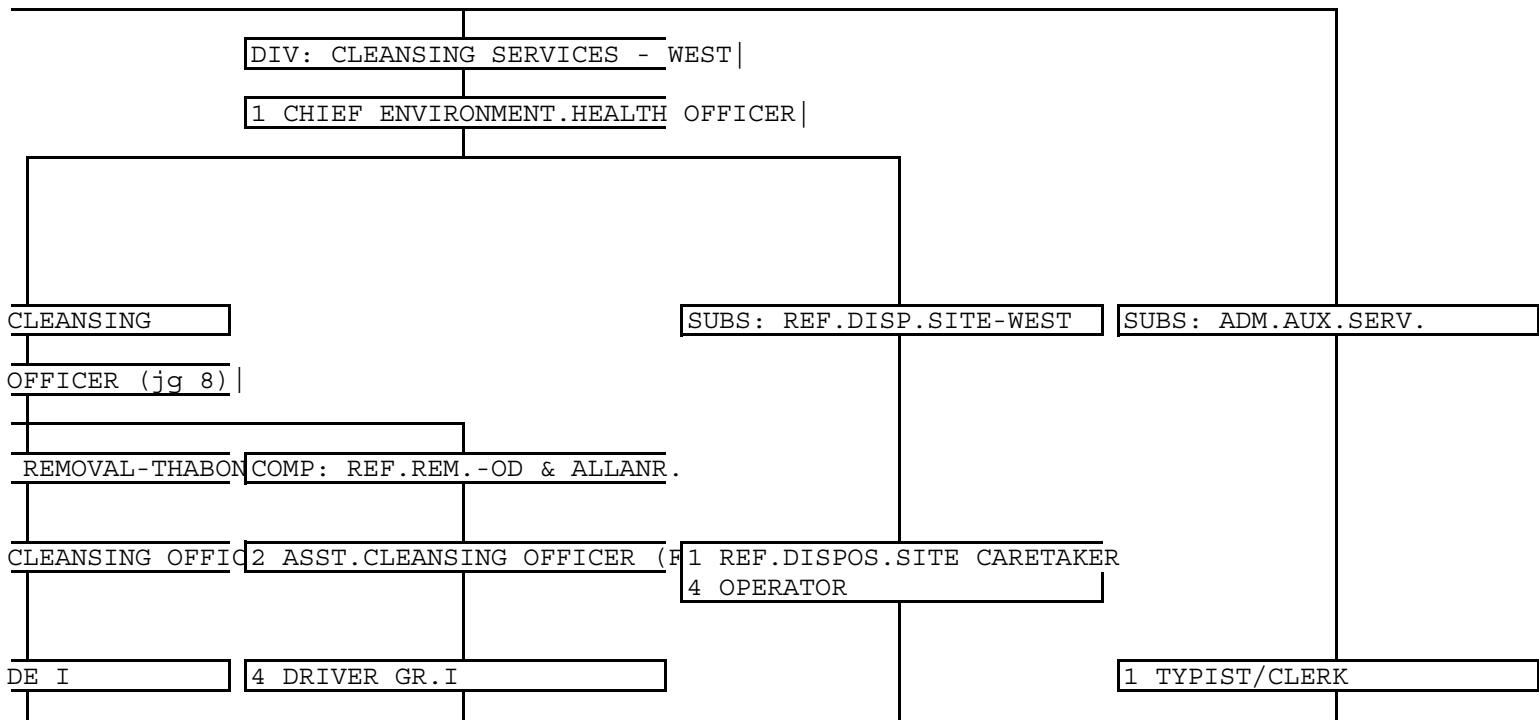 DIV: CLEANSING SERVICES - WEST|
1 CHIEF ENVIRONMENT.HEALTH OFFICER|
CLEANSING
SUBS: REF.DISP.SITE-WEST
SUBS: ADM.AUX.SERV.
OFFICER (jg 8)|
REMOVAL-THABON
COMP: REF.REM.-OD & ALLANR.
CLEANSING OFFIC
2 ASST.CLEANSING OFFICER (F
1 REF.DISPOS.SITE CARETAKER
4 OPERATOR
DE I
4 DRIVER GR.I
1 TYPIST/CLERK